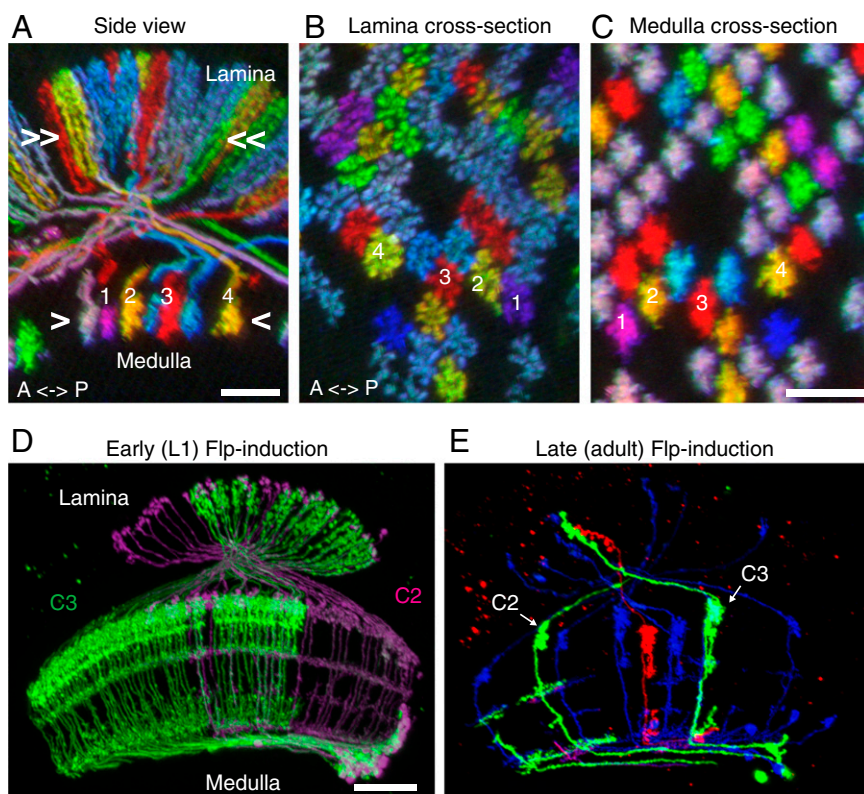 A Side view
Lamina
>> <<
1 2 3 4
> <
Medulla
A <-> P
B Lamina cross-section
4
3
2
1
A <-> P
C Medulla cross-section
4
2
3
1
D Early (L1) Flp-induction
Lamina
C3
C2
Medulla
E Late (adult) Flp-induction
C3
C2